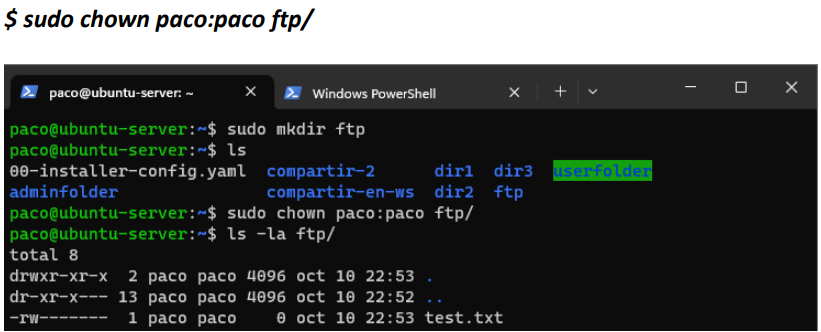 $ sudo chown paco:paco ftp/
paco@ubuntu-server: ~ Windows PowerShell
paco@ubuntu-server:~$ sudo mkdir ftp
paco@ubuntu-server:~$ ls
00-installer-config.yaml compartir-2 dir1 dir3 userfolder
adminfolder compartir-en-ws dir2 ftp
paco@ubuntu-server:~$ sudo chown paco:paco ftp/
paco@ubuntu-server:~$ ls -la ftp/
total 8
drwxr-xr-x 2 paco paco 4096 oct 10 22:53 .
dr-xr-x--- 13 paco paco 4096 oct 10 22:52 ..
-rw------- 1 paco paco 0 oct 10 22:53 test.txt